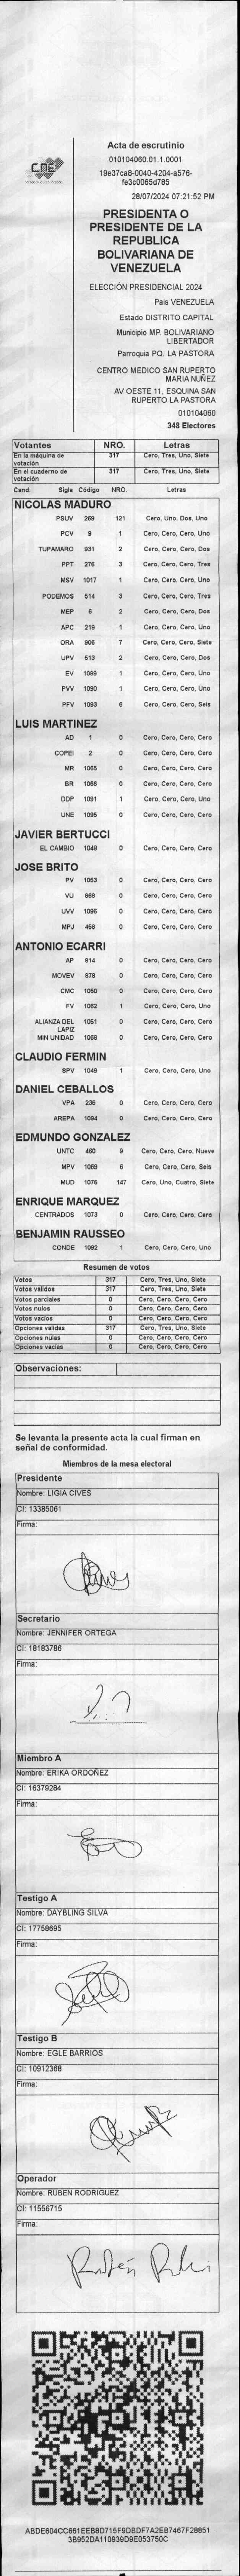 CNE
Acta de escrutinio
010104060.01.1.0001
19e37ca8-0040-4204-a576-
fe3c0065d785
28/07/2024 07:21:52 PM
PRESIDENTA O
PRESIDENTE DE LA
REPUBLICA
BOLIVARIANA DE
VENEZUELA
ELECCIÓN PRESIDENCIAL 2024
Pais VENEZUELA
Estado DISTRITO CAPITAL
Municipio MP. BOLIVARIANO
LIBERTADOR
Parroquia PQ. LA PASTORA
CENTRO MEDICO SAN RUPERTO
MARIA NUÑEZ
AV OESTE 11, ESQUINA SAN
RUPERTO LA PASTORA
010104060
348 Electores
Votantes NRO. Letras
En la máquina de votación 317 Cero, Tres, Uno, Siete
En el cuaderno de votación 317 Cero, Tres, Uno, Siete
Cand. Sigla Código NRO. Letras
NICOLAS MADURO
PSUV 269 121 Cero, Uno, Dos, Uno
PCV 9 1 Cero, Cero, Cero, Uno
TUPAMARO 931 2 Cero, Cero, Cero, Dos
PPT 276 3 Cero, Cero, Cero, Tres
MSV 1017 1 Cero, Cero, Cero, Uno
PODEMOS 514 3 Cero, Cero, Cero, Tres
MEP 6 2 Cero, Cero, Cero, Dos
APC 219 1 Cero, Cero, Cero, Uno
ORA 906 7 Cero, Cero, Cero, Siete
UPV 513 2 Cero, Cero, Cero, Dos
EV 1089 1 Cero, Cero, Cero, Uno
PVV 1090 1 Cero, Cero, Cero, Uno
PFV 1093 6 Cero, Cero, Cero, Seis
LUIS MARTINEZ
AD 1 0 Cero, Cero, Cero, Cero
COPEI 2 0 Cero, Cero, Cero, Cero
MR 1065 0 Cero, Cero, Cero, Cero
BR 1066 0 Cero, Cero, Cero, Cero
DDP 1091 1 Cero, Cero, Cero, Uno
UNE 1095 0 Cero, Cero, Cero, Cero
JAVIER BERTUCCI
EL CAMBIO 1048 0 Cero, Cero, Cero, Cero
JOSE BRITO
PV 1053 0 Cero, Cero, Cero, Cero
VU 868 0 Cero, Cero, Cero, Cero
UVV 1096 0 Cero, Cero, Cero, Cero
MPJ 458 0 Cero, Cero, Cero, Cero
ANTONIO ECARRI
AP 814 0 Cero, Cero, Cero, Cero
MOVEV 878 0 Cero, Cero, Cero, Cero
CMC 1050 0 Cero, Cero, Cero, Cero
FV 1062 1 Cero, Cero, Cero, Uno
ALIANZA DEL LAPIZ 1051 0 Cero, Cero, Cero, Cero
MIN UNIDAD 1069 0 Cero, Cero, Cero, Cero
CLAUDIO FERMIN
SPV 1049 1 Cero, Cero, Cero, Uno
DANIEL CEBALLOS
VPA 236 0 Cero, Cero, Cero, Cero
AREPA 1094 0 Cero, Cero, Cero, Cero
EDMUNDO GONZALEZ
UNTC 460 9 Cero, Cero, Cero, Nueve
MPV 1069 6 Cero, Cero, Cero, Seis
MUD 1075 147 Cero, Uno, Cuatro, Siete
ENRIQUE MARQUEZ
CENTRADOS 1073 0 Cero, Cero, Cero, Cero
BENJAMIN RAUSSEO
CONDE 1092 1 Cero, Cero, Cero, Uno
Resumen de votos
Votos 317 Cero, Tres, Uno, Siete
Votos validos 317 Cero, Tres, Uno, Siete
Votos parciales 0 Cero, Cero, Cero, Cero
Votos nulos 0 Cero, Cero, Cero, Cero
Votos vacios 0 Cero, Cero, Cero, Cero
Opciones validas 317 Cero, Tres, Uno, Siete
Opciones nulas 0 Cero, Cero, Cero, Cero
Opciones vacias 0 Cero, Cero, Cero, Cero
Observaciones:
Se levanta la presente acta la cual firman en
señal de conformidad.
Miembros de la mesa electoral
Presidente
Nombre: LIGIA CIVES
CI: 13385061
Firma:
Secretario
Nombre: JENNIFER ORTEGA
CI: 18183786
Firma:
Miembro A
Nombre: ERIKA ORDOÑEZ
CI: 16379284
Firma:
Testigo A
Nombre: DAYBLING SILVA
CI: 17758695
Firma:
Testigo B
Nombre: EGLE BARRIOS
CI: 10912368
Firma:
Operador
Nombre: RUBEN RODRIGUEZ
CI: 11556715
Firma:
Rubén
ABDE604CC661EEB8D715F9DBDF7A2EB7467F28851
3B952DA110939D9E053750C